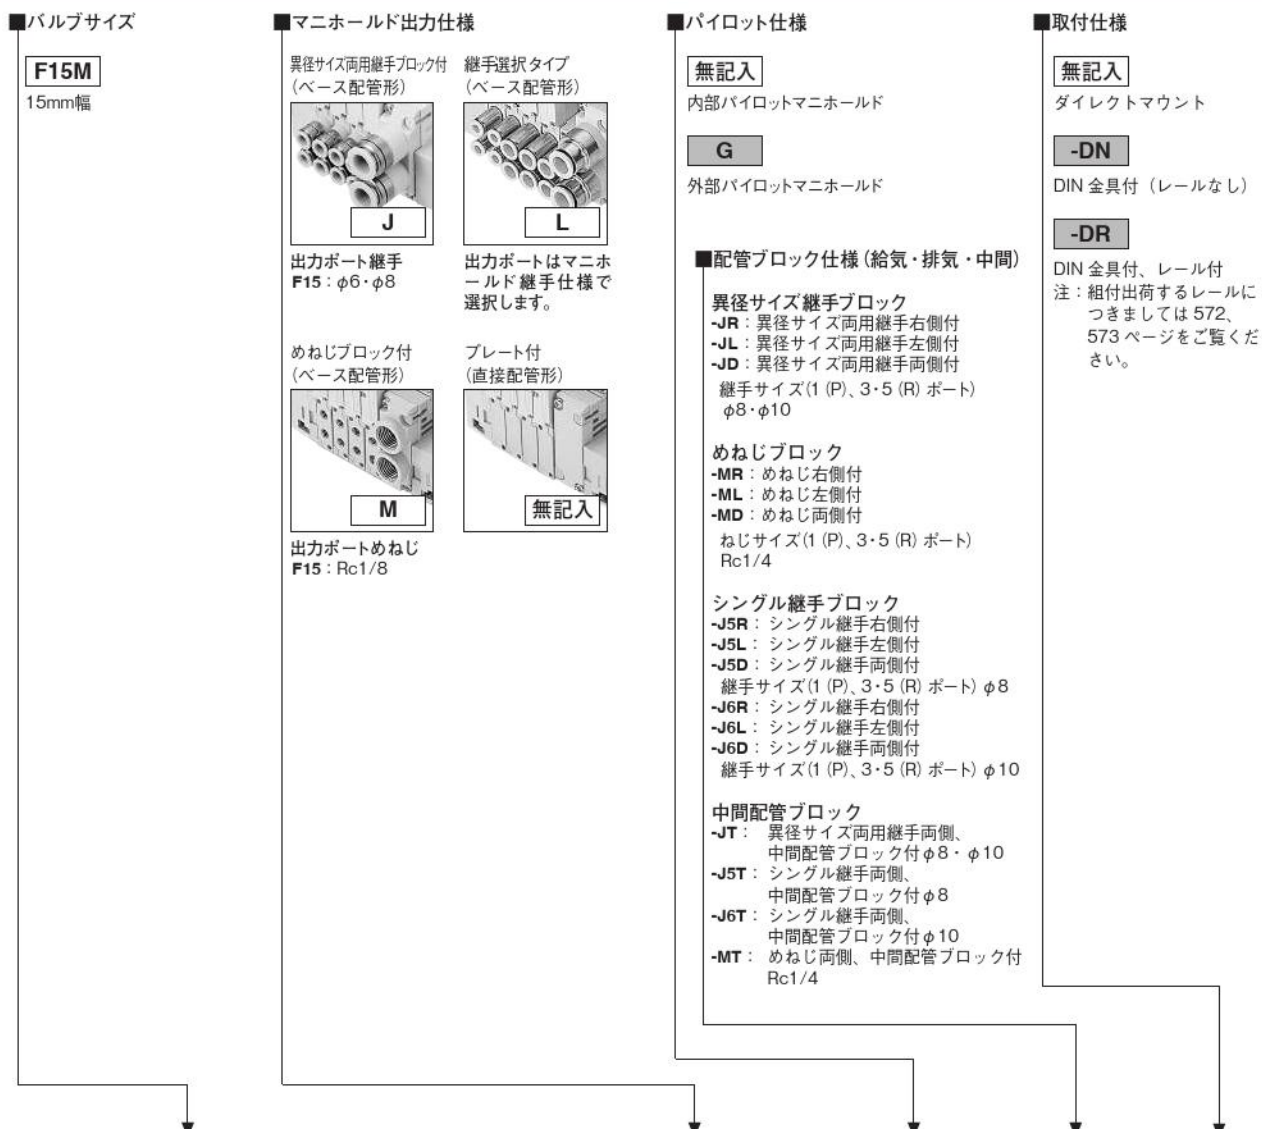 ■バルブサイズ
F15M
15mm幅
■マニホールド出力仕様
異径サイズ両用継手ブロック付
（ベース配管形）
J
出力ポート継手
F15：φ6・φ8
継手選択タイプ
（ベース配管形）
L
出力ポートはマニホ
ールド継手仕様で
選択します。
めねじブロック付
（ベース配管形）
M
出力ポートめねじ
F15：Rc1/8
プレート付
（直接配管形）
無記入
■パイロット仕様
無記入
内部パイロットマニホールド
G
外部パイロットマニホールド
■配管ブロック仕様（給気・排気・中間）
異径サイズ継手ブロック
-JR：異径サイズ両用継手右側付
-JL：異径サイズ両用継手左側付
-JD：異径サイズ両用継手両側付
継手サイズ(1 (P)、3・5 (R) ポート)
φ8・φ10
めねじブロック
-MR：めねじ右側付
-ML：めねじ左側付
-MD：めねじ両側付
ねじサイズ(1 (P)、3・5 (R) ポート)
Rc1/4
シングル継手ブロック
-J5R：シングル継手右側付
-J5L：シングル継手左側付
-J5D：シングル継手両側付
継手サイズ(1 (P)、3・5 (R) ポート) φ8
-J6R：シングル継手右側付
-J6L：シングル継手左側付
-J6D：シングル継手両側付
継手サイズ(1 (P)、3・5 (R) ポート) φ10
中間配管ブロック
-JT：異径サイズ両用継手両側、
中間配管ブロック付φ8・φ10
-J5T：シングル継手両側、
中間配管ブロック付φ8
-J6T：シングル継手両側、
中間配管ブロック付φ10
-MT：めねじ両側、中間配管ブロック付
Rc1/4
■取付仕様
無記入
ダイレクトマウント
-DN
DIN 金具付（レールなし）
-DR
DIN 金具付、レール付
注：組付出荷するレールに
つきましては 572、
573 ページをご覧くだ
さい。